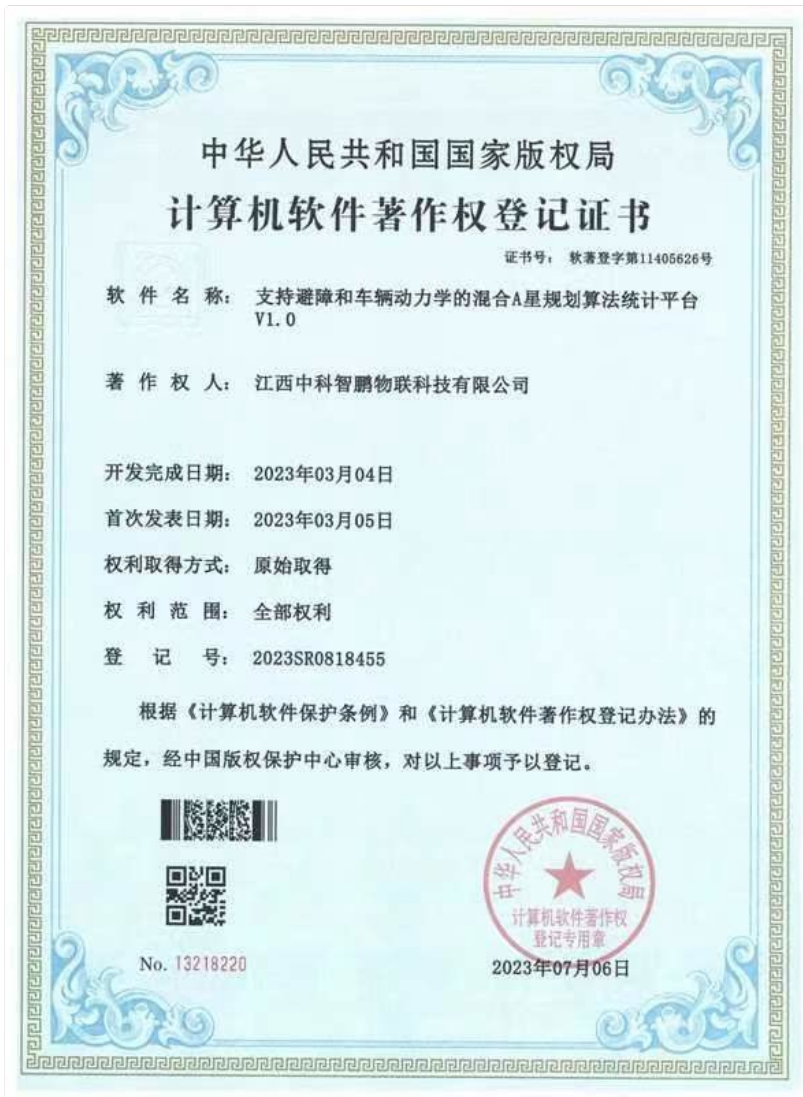 中华人民共和国国家版权局
计算机软件著作权登记证书
证书号： 软著登字第11405626号
软件名称： 支持避障和车辆动力学的混合A星规划算法统计平台
V1.0
著作权人： 江西中科智鹏物联科技有限公司
开发完成日期： 2023年03月04日
首次发表日期： 2023年03月05日
权利取得方式： 原始取得
权利范围： 全部权利
登记号： 2023SR0818455
根据《计算机软件保护条例》和《计算机软件著作权登记办法》的
规定，经中国版权保护中心审核，对以上事项予以登记。
中华人民共和国国家版权局
计算机软件著作权
登记专用章
No. 13218220
2023年07月06日